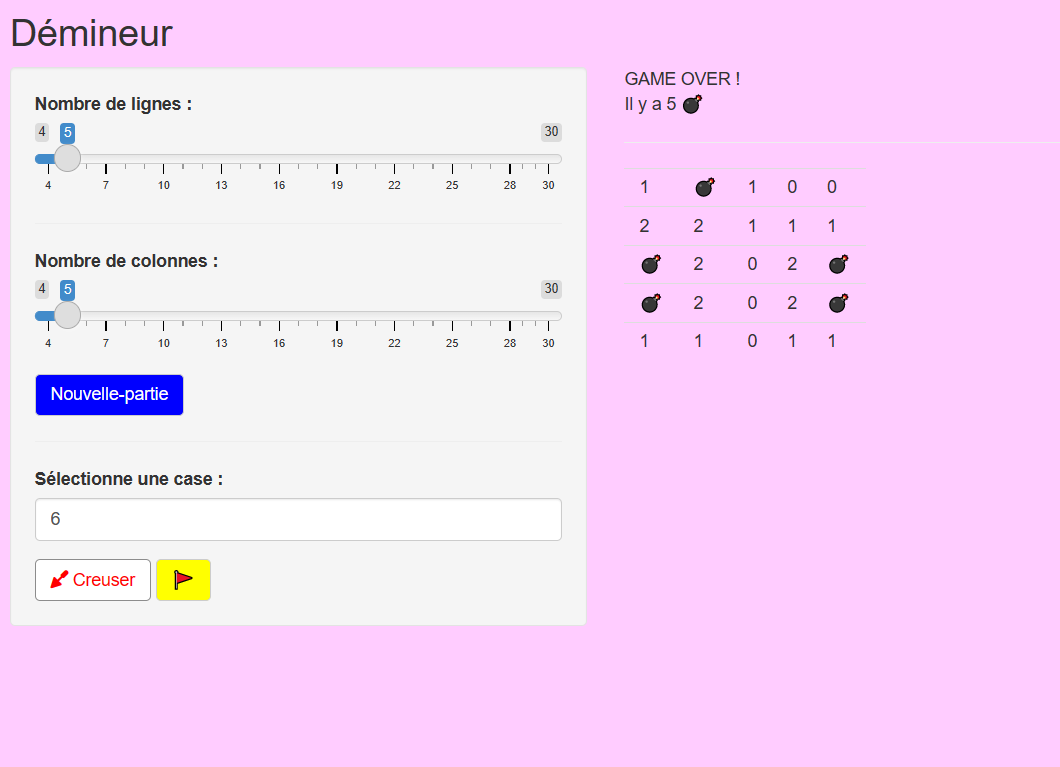 Démineur
Nombre de lignes :
4 5 30
4 7 10 13 16 19 22 25 28 30
Nombre de colonnes :
4 5 30
4 7 10 13 16 19 22 25 28 30
Nouvelle-partie
Sélectionne une case :
6
Creuser
GAME OVER !
Il y a 5 💣
1 💣 1 0 0
2 2 1 1 1
💣 2 0 2 💣
💣 2 0 2 💣
1 1 0 1 1